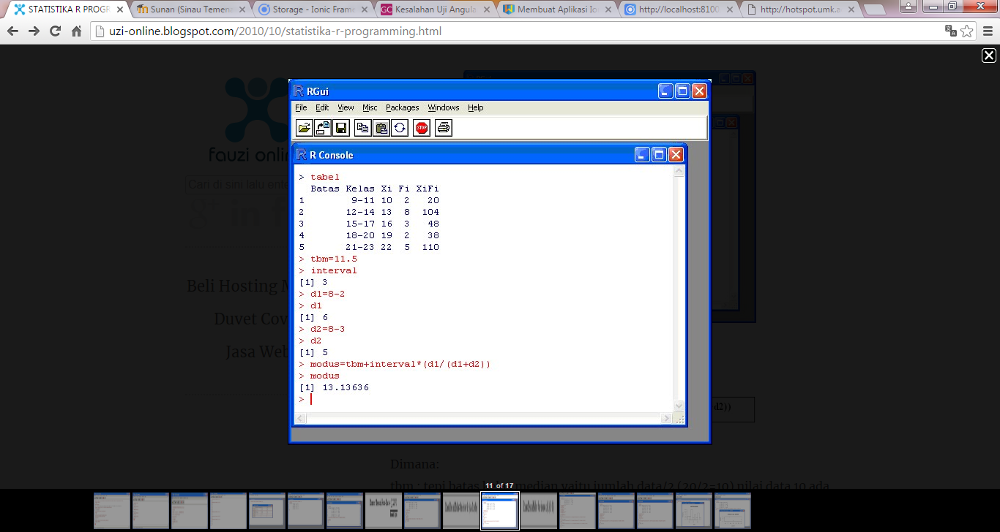 STATISTIKA R PROGR
Sunan (Sinau Temena
Storage - Ionic Frame
Kesalahan Uji Angula
Membuat Aplikasi Io
http://localhost:8100
http://hotspot.umk.a
uzi-online.blogspot.com/2010/10/statistika-r-programming.html
fauzi onlin
Cari di sini lalu ente
Beli Hosting M
Duvet Cov
Jasa Web
RGui
File Edit View Misc Packages Windows Help
STOP
R Console
> tabel
Batas Kelas Xi Fi XiFi
1 9-11 10 2 20
2 12-14 13 8 104
3 15-17 16 3 48
4 18-20 19 2 38
5 21-23 22 5 110
> tbm=11.5
> interval
[1] 3
> d1=8-2
> d1
[1] 6
> d2=8-3
> d2
[1] 5
> modus=tbm+interval*(d1/(d1+d2))
> modus
[1] 13.13636
>
d2))
Dimana:
tbm : tepi batas median yaitu jumlah data/2 (20/2=10) nilai data 10 ada
11 of 17